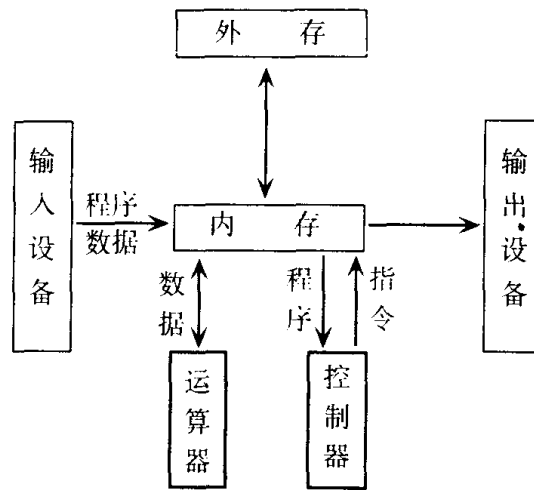 外 存
输入设备
程序
数据
内 存
输出设备
数据
程序
指令
运算器
控制器